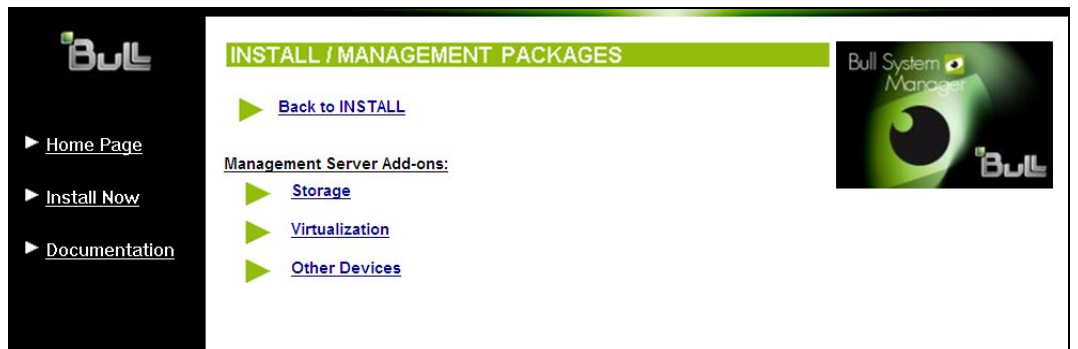 Bull
Home Page
Install Now
Documentation
INSTALL / MANAGEMENT PACKAGES
Back to INSTALL
Management Server Add-ons:
Storage
Virtualization
Other Devices
Bull System
Manager
Bull